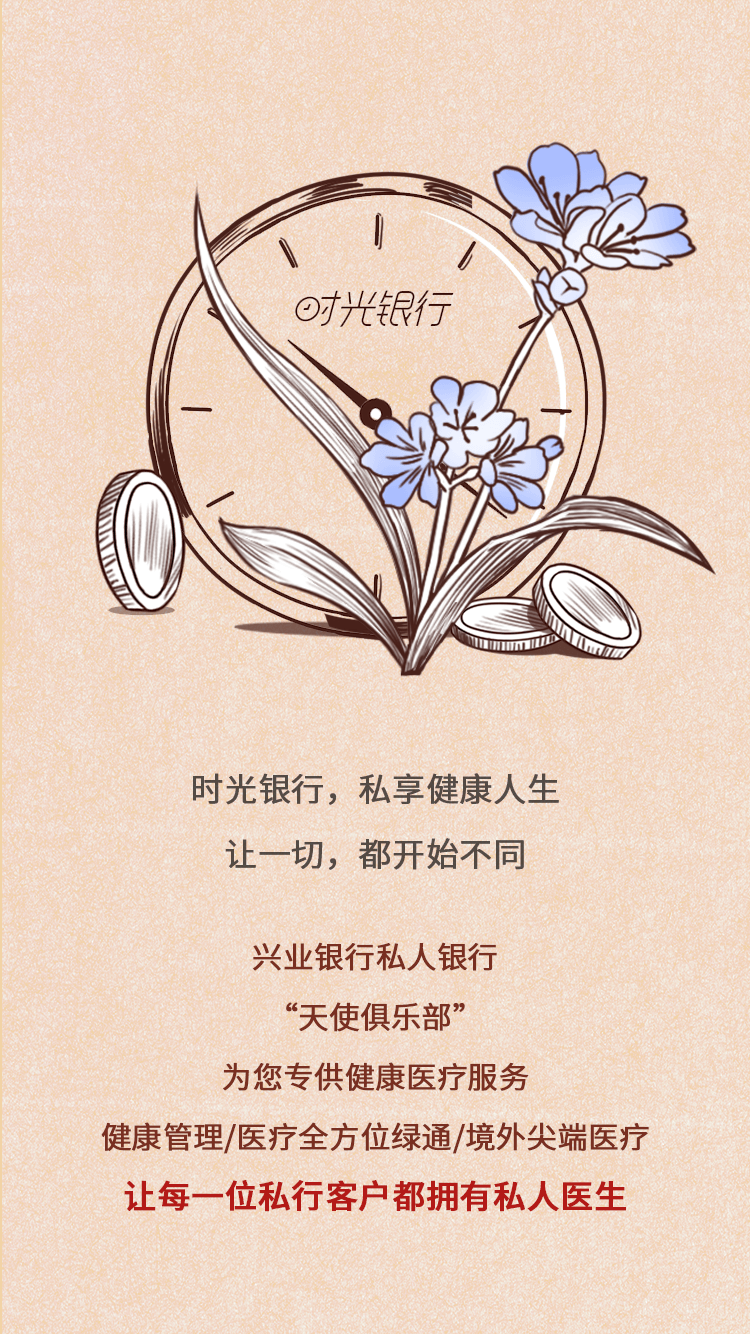 时光银行
时光银行，私享健康人生
让一切，都开始不同
兴业银行私人银行
“天使俱乐部”
为您专供健康医疗服务
健康管理/医疗全方位绿通/境外尖端医疗
让每一位私行客户都拥有私人医生